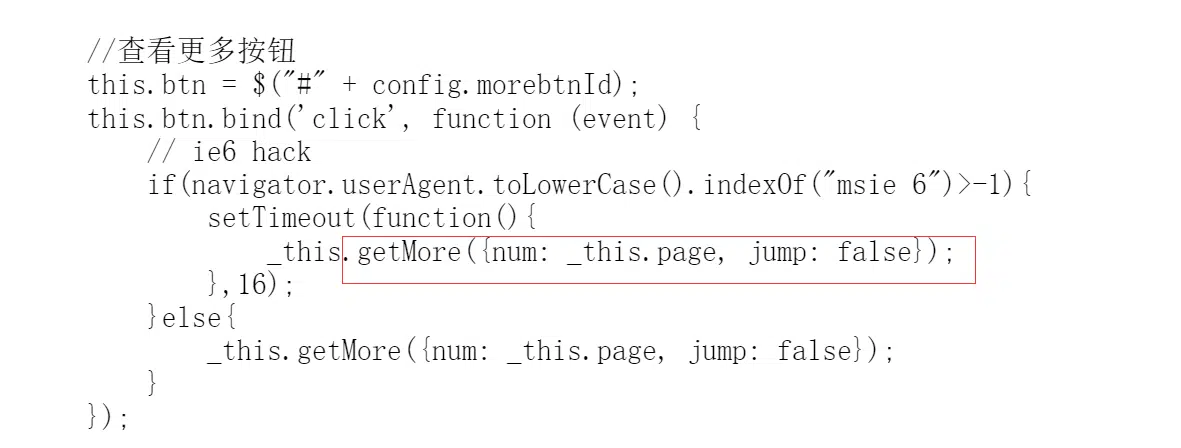 //查看更多按钮
this.btn = $("#" + config.morebtnId);
this.btn.bind('click', function (event) {
    // ie6 hack
    if(navigator.userAgent.toLowerCase().indexOf("msie 6")>-1){
        setTimeout(function(){
            _this.getMore({num: _this.page, jump: false});
        },16);
    }else{
        _this.getMore({num: _this.page, jump: false});
    }
});